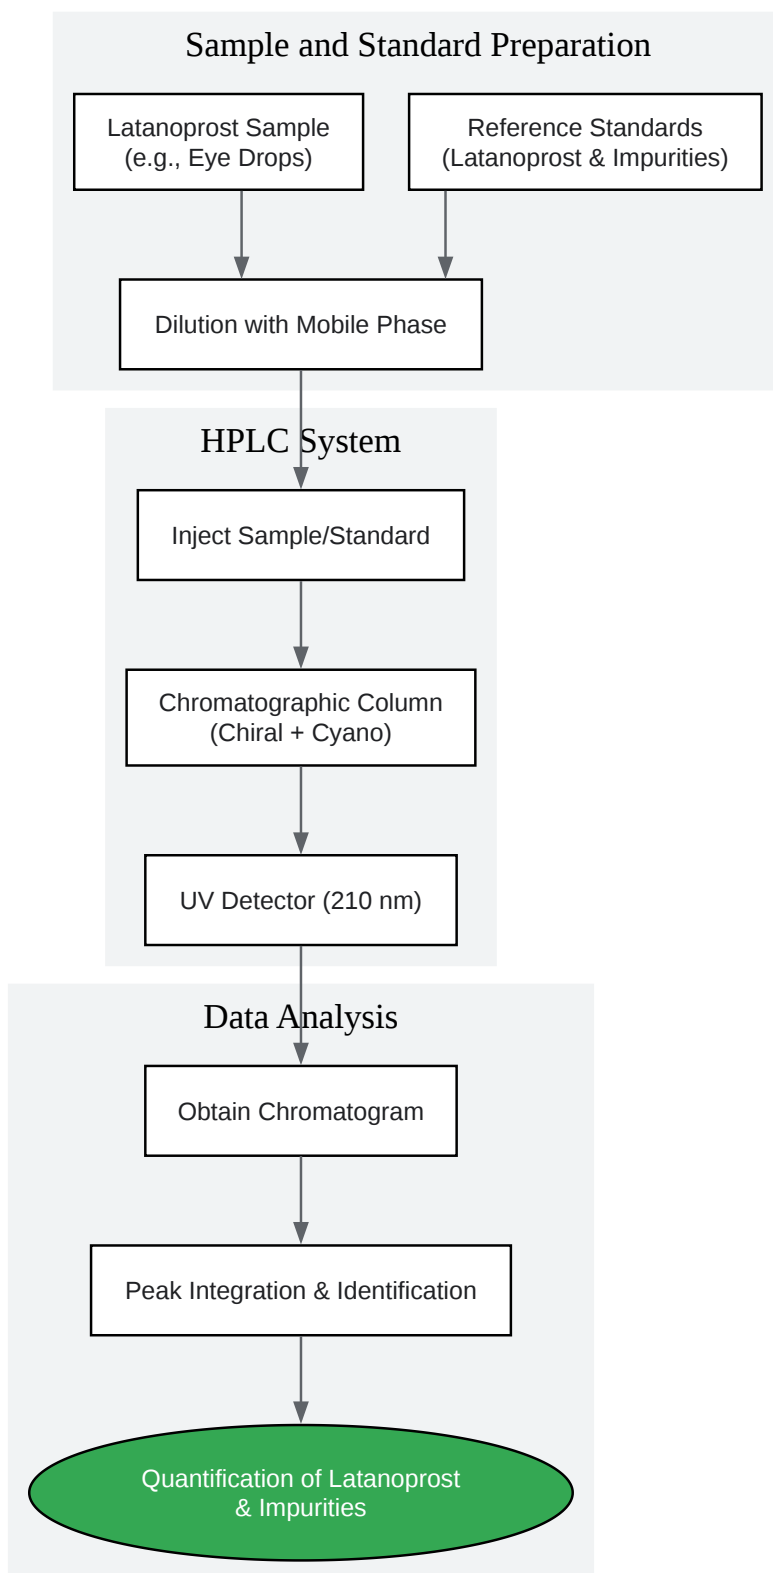 Sample and Standard Preparation
Latanoprost Sample
(e.g., Eye Drops)
Reference Standards
(Latanoprost & Impurities)
Dilution with Mobile Phase
HPLC System
Inject Sample/Standard
Chromatographic Column
(Chiral + Cyano)
UV Detector (210 nm)
Data Analysis
Obtain Chromatogram
Peak Integration & Identification
Quantification of Latanoprost
& Impurities